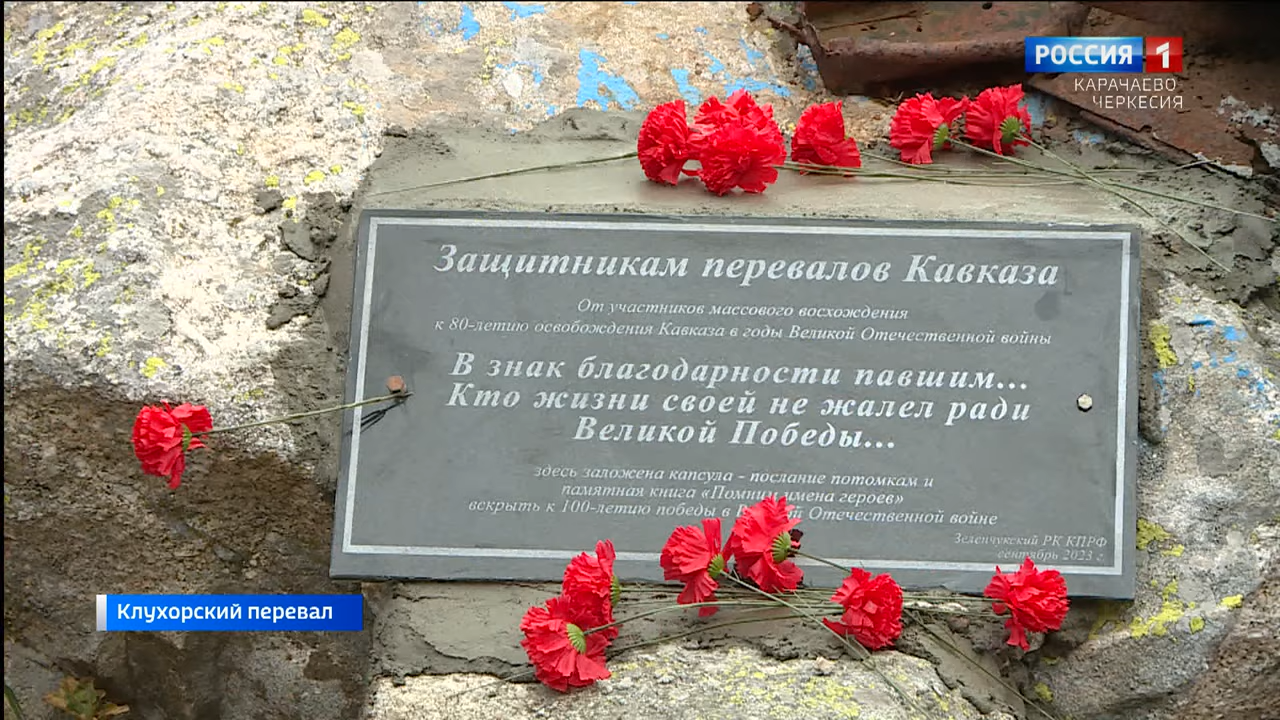 РОССИЯ 1
КАРАЧАЕВО
ЧЕРКЕСИЯ
Защитникам перевалов Кавказа
От участников массового восхождения
к 80-летию освобождения Кавказа в годы Великой Отечественной войны
В знак благодарности павшим...
Кто жизни своей не жалел ради
Великой Победы...
здесь заложена капсула - послание потомкам и
памятная книга «Помним имена героев»
вскрыть к 100-летию победы в Великой Отечественной войне
Зеленчукский РК КПРФ
сентябрь 2023 г.
Клухорский перевал